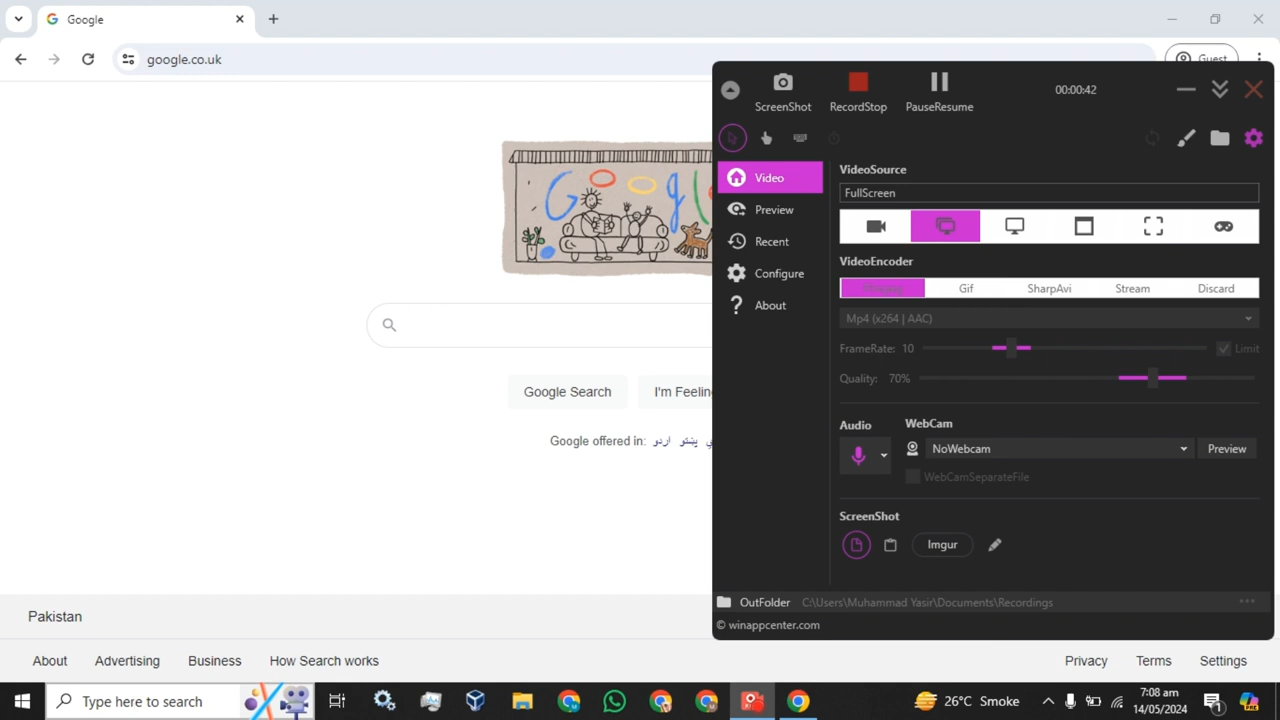 Google
google.co.uk
Guest
ScreenShot
RecordStop
PauseResume
00:00:42
Video
Preview
Recent
Configure
About
VideoSource
FullScreen
VideoEncoder
Gif
SharpAvi
Stream
Discard
Mp4 (x264 | AAC)
FrameRate: 10
Limit
Quality: 70%
Audio
WebCam
NoWebcam
Preview
WebCamSeparateFile
ScreenShot
Imgur
OutFolder C:\Users\Muhammad Yasir\Documents\Recordings
© winappcenter.com
Google Search
I'm Feelin
Google offered in: اردو پښتو
Pakistan
About Advertising Business How Search works
Privacy Terms Settings
Type here to search
26°C Smoke
7:08 am
14/05/2024